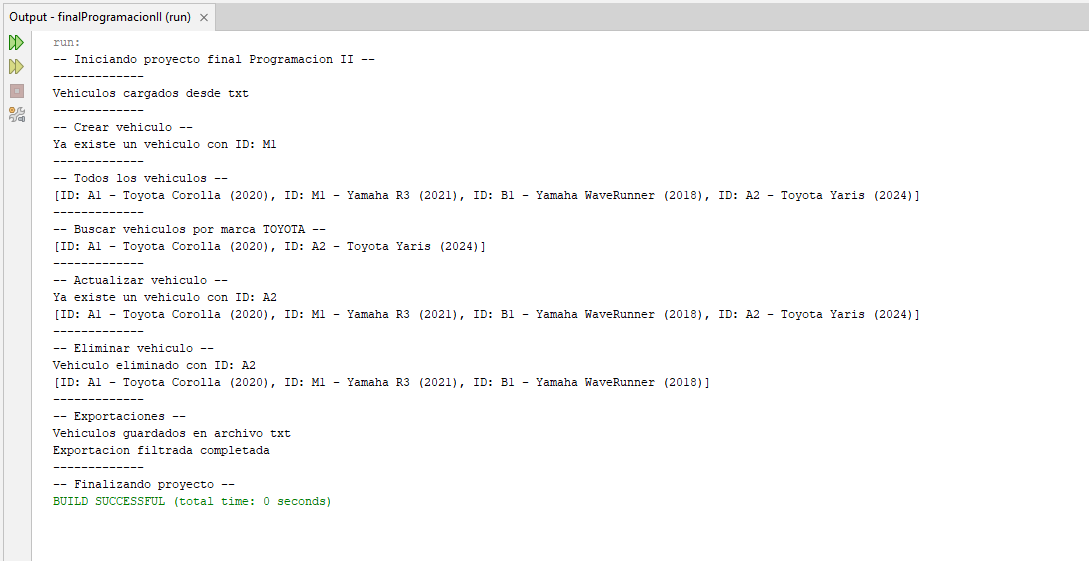 Output - finalProgramacionII (run)
run:
-- Iniciando proyecto final Programacion II --
-------------
Vehiculos cargados desde txt
-------------
-- Crear vehiculo --
Ya existe un vehiculo con ID: M1
-------------
-- Todos los vehiculos --
[ID: A1 - Toyota Corolla (2020), ID: M1 - Yamaha R3 (2021), ID: B1 - Yamaha WaveRunner (2018), ID: A2 - Toyota Yaris (2024)]
-------------
-- Buscar vehiculos por marca TOYOTA --
[ID: A1 - Toyota Corolla (2020), ID: A2 - Toyota Yaris (2024)]
-------------
-- Actualizar vehiculo --
Ya existe un vehiculo con ID: A2
[ID: A1 - Toyota Corolla (2020), ID: M1 - Yamaha R3 (2021), ID: B1 - Yamaha WaveRunner (2018), ID: A2 - Toyota Yaris (2024)]
-------------
-- Eliminar vehiculo --
Vehiculo eliminado con ID: A2
[ID: A1 - Toyota Corolla (2020), ID: M1 - Yamaha R3 (2021), ID: B1 - Yamaha WaveRunner (2018)]
-------------
-- Exportaciones --
Vehiculos guardados en archivo txt
Exportacion filtrada completada
-------------
-- Finalizando proyecto --
BUILD SUCCESSFUL (total time: 0 seconds)